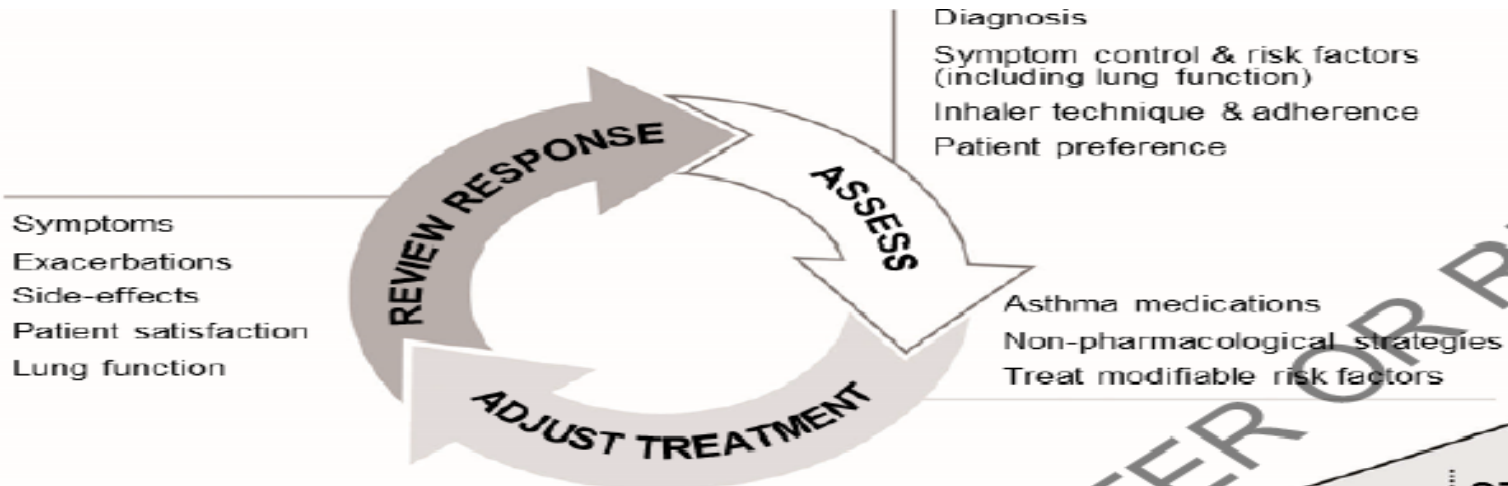 Diagnosis
Symptom control & risk factors
(including lung function)
Inhaler technique & adherence
Patient preference
REVIEW RESPONSE
ASSESS
Symptoms
Exacerbations
Side-effects
Patient satisfaction
Lung function
Asthma medications
Non-pharmacological strategies
Treat modifiable risk factors
ADJUST TREATMENT
OR